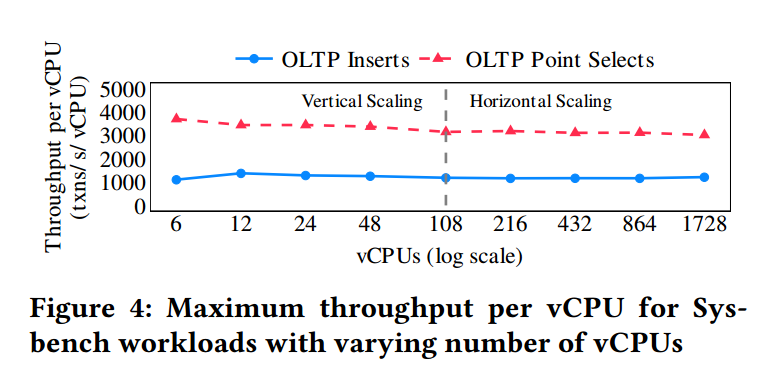 OLTP Inserts OLTP Point Selects
Throughput per vCPU
(txns/ s/ vCPU)
5000
4000
3000
2000
1000
0
Vertical Scaling Horizontal Scaling
6 12 24 48 108 216 432 864 1728
vCPUs (log scale)
Figure 4: Maximum throughput per vCPU for Sys-
bench workloads with varying number of vCPUs